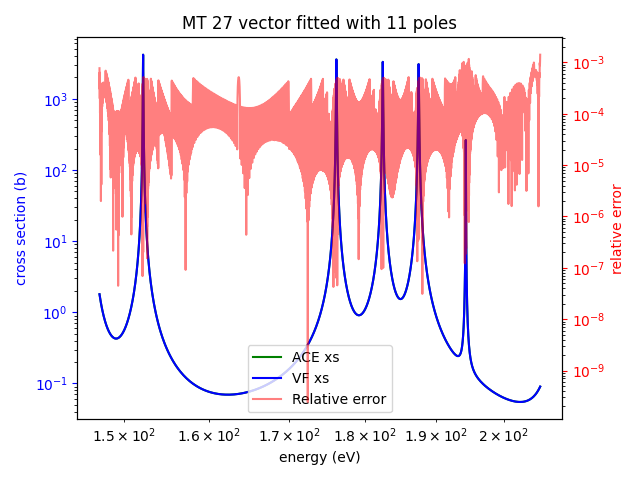 MT 27 vector fitted with 11 poles
cross section (b)
10³
10²
10¹
10⁰
10⁻¹
10⁻³
10⁻⁴
10⁻⁵
10⁻⁶
10⁻⁷
10⁻⁸
10⁻⁹
relative error
ACE xs
VF xs
Relative error
1.5 × 10² 1.6 × 10² 1.7 × 10² 1.8 × 10² 1.9 × 10² 2 × 10²
energy (eV)